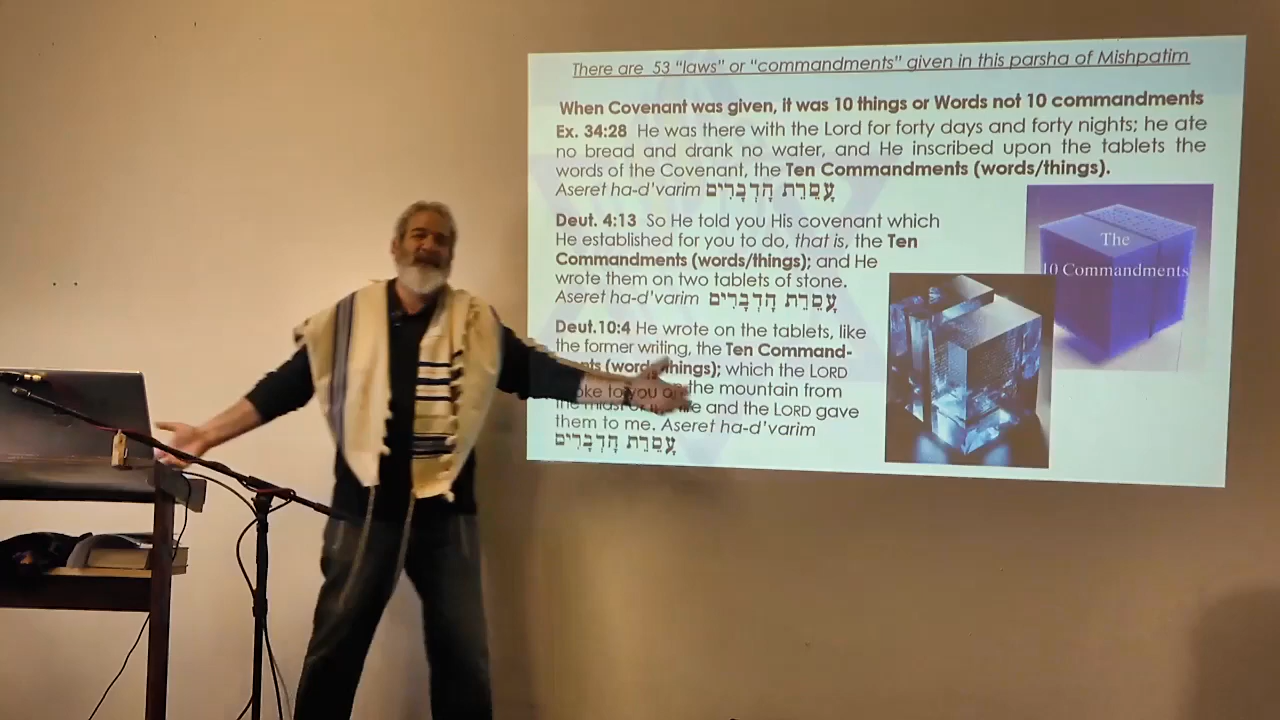 There are 53 "laws" or "commandments" given in this parsha of Mishpatim
When Covenant was given, it was 10 things or Words not 10 commandments
Ex. 34:28 He was there with the Lord for forty days and forty nights; he ate
no bread and drank no water, and He inscribed upon the tablets the
words of the Covenant, the Ten Commandments (words/things).
Aseret ha-d'varim עֲסֵרֵת הָדְבָרִים
Deut. 4:13 So He told you His covenant which
He established for you to do, that is, the Ten
Commandments (words/things); and He
wrote them on two tablets of stone.
Aseret ha-d'varim עֲסֵרֵת הָדְבָרִים
Deut.10:4 He wrote on the tablets, like
the former writing, the Ten Command-
(words/things); which the LORD
to you on the mountain from
the midst and the LORD gave
them to me. Aseret ha-d'varim
עֲסֵרֵת הָדְבָרִים
The
10 Commandments